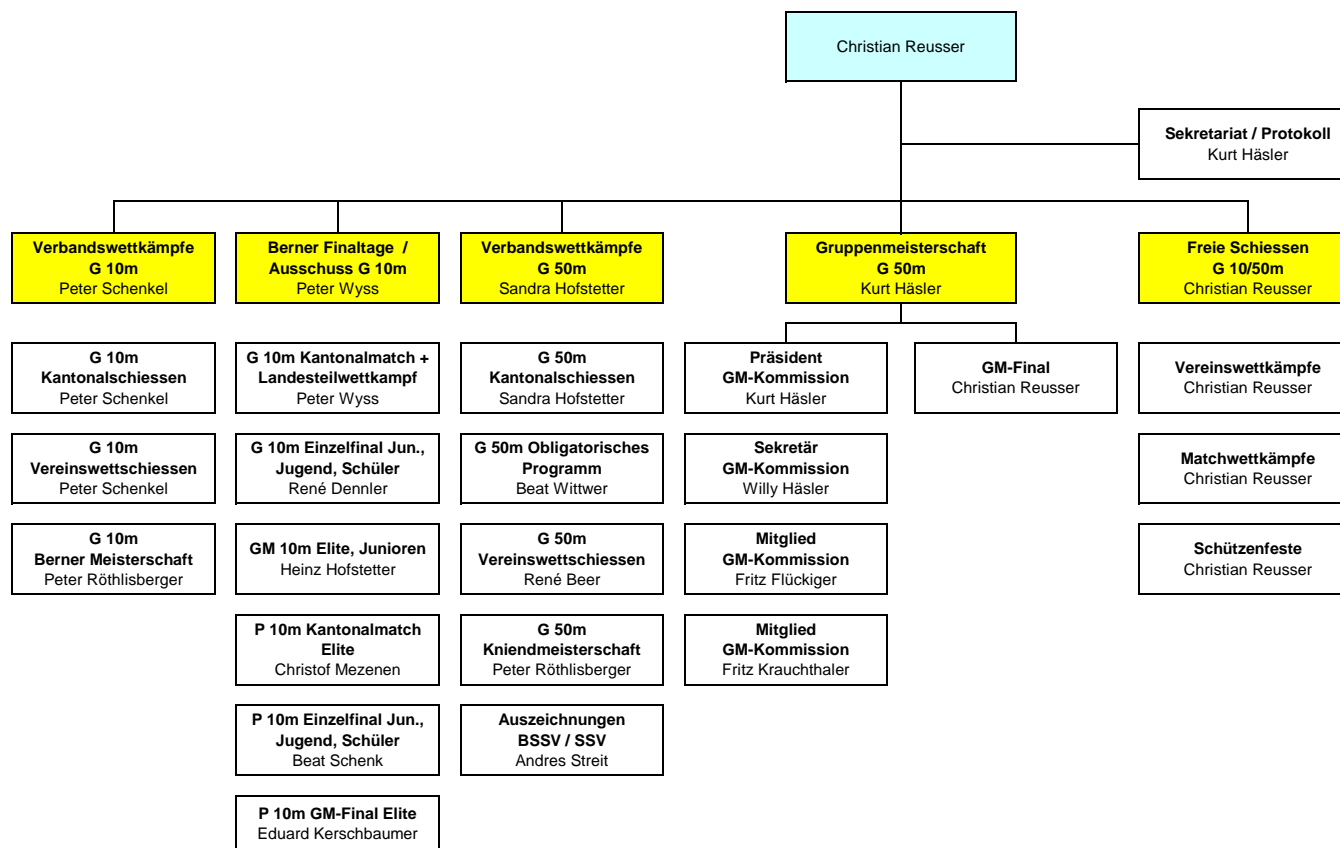 Christian Reusser
Sekretariat / Protokoll
Kurt Häsler
Verbandswettkämpfe
G 10m
Peter Schenkel
Berner Finaltage /
Ausschuss G 10m
Peter Wyss
Verbandswettkämpfe
G 50m
Sandra Hofstetter
Gruppenmeisterschaft
G 50m
Kurt Häsler
Freie Schiessen
G 10/50m
Christian Reusser
G 10m
Kantonalschiessen
Peter Schenkel
G 10m Kantonalmatch +
Landesteilwettkampf
Peter Wyss
G 50m
Kantonalschiessen
Sandra Hofstetter
Präsident
GM-Kommission
Kurt Häsler
GM-Final
Christian Reusser
Vereinswettkämpfe
Christian Reusser
G 10m
Vereinswettschiessen
Peter Schenkel
G 10m Einzelfinal Jun.,
Jugend, Schüler
René Dennler
G 50m Obligatorisches
Programm
Beat Wittwer
Sekretär
GM-Kommission
Willy Häsler
Matchwettkämpfe
Christian Reusser
G 10m
Berner Meisterschaft
Peter Röthlisberger
GM 10m Elite, Junioren
Heinz Hofstetter
G 50m
Vereinswettschiessen
René Beer
Mitglied
GM-Kommission
Fritz Flückiger
Schützenfeste
Christian Reusser
P 10m Kantonalmatch
Elite
Christof Mezenen
G 50m
Kniendmeisterschaft
Peter Röthlisberger
Mitglied
GM-Kommission
Fritz Krauchthaler
P 10m Einzelfinal Jun.,
Jugend, Schüler
Beat Schenk
Auszeichnungen
BSSV / SSV
Andres Streit
P 10m GM-Final Elite
Eduard Kerschbaumer